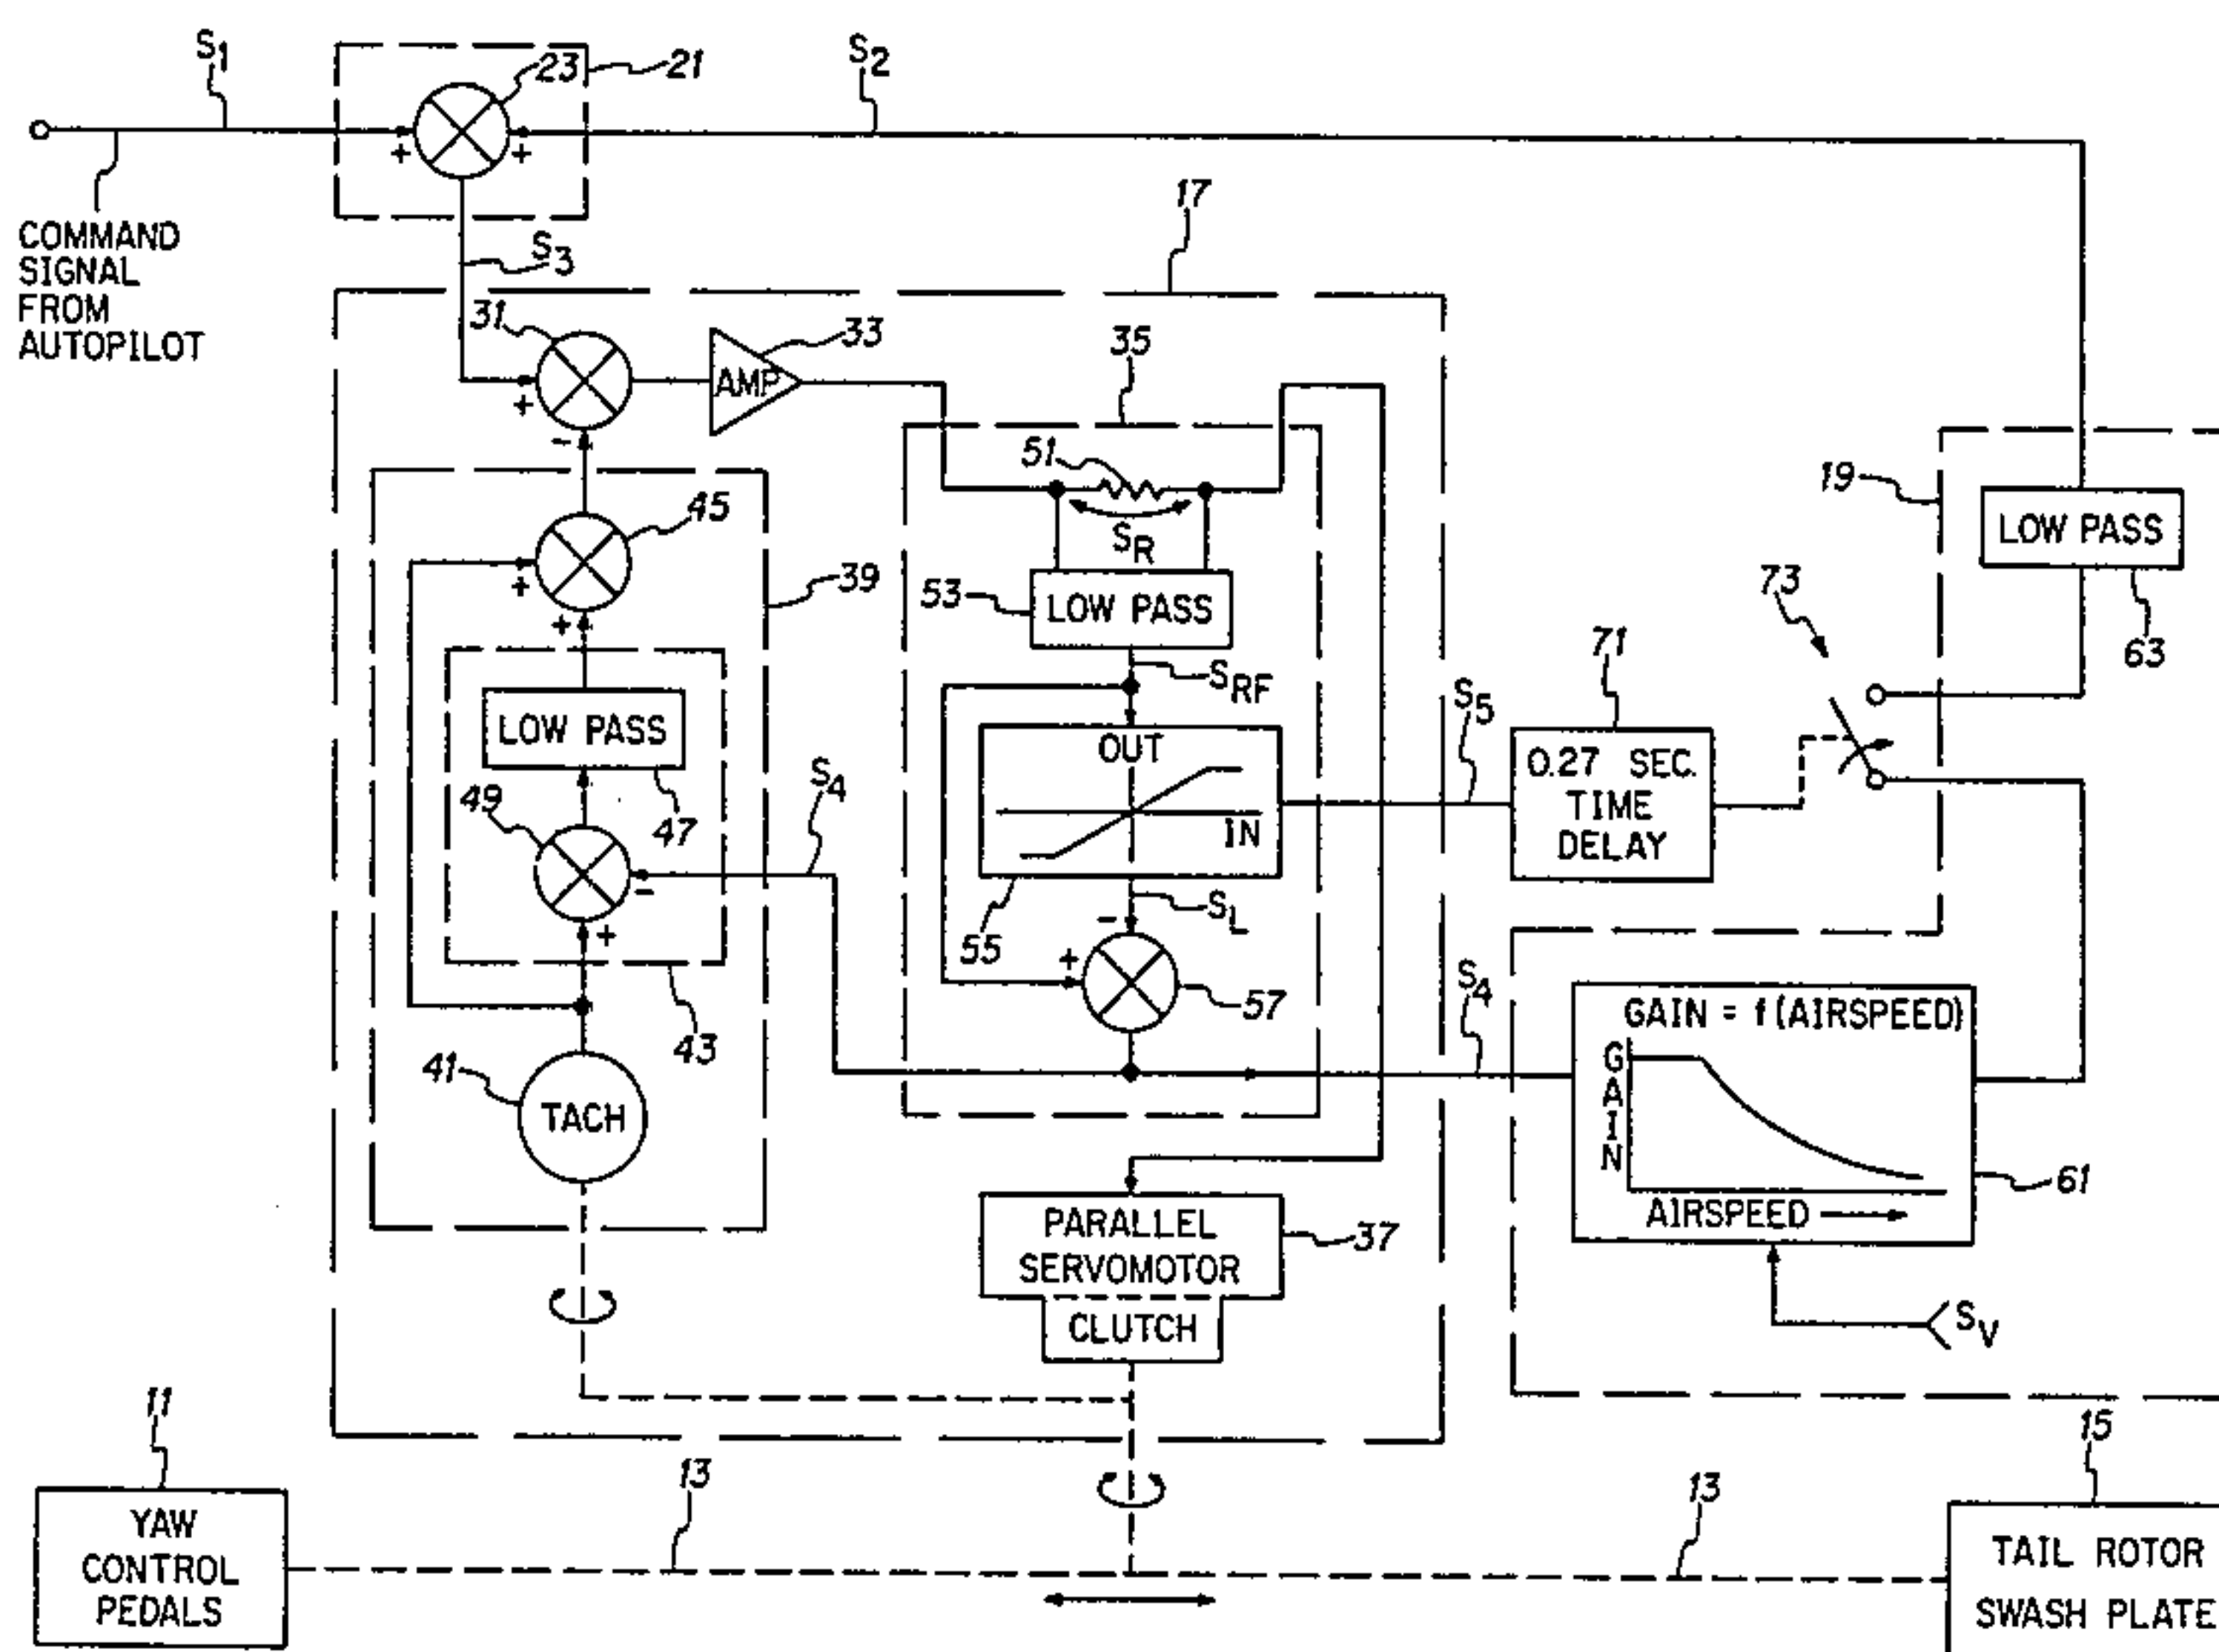 S1
23
21
S2
+
+
COMMAND
SIGNAL
FROM
AUTOPILOT
S3
17
31
33
AMP
+
-
35
51
SR
19
LOW PASS
63
45
+
+
39
53
LOW PASS
SRF
73
71
LOW PASS
47
S4
OUT
IN
S5
0.27 SEC.
TIME
DELAY
49
-
+
43
55
SL
-
+
57
S4
GAIN = f (AIRSPEED)
GAIN
AIRSPEED
61
41
TACH
PARALLEL
SERVOMOTOR
37
CLUTCH
SV
11
YAW
CONTROL
PEDALS
13
13
15
TAIL ROTOR
SWASH PLATE